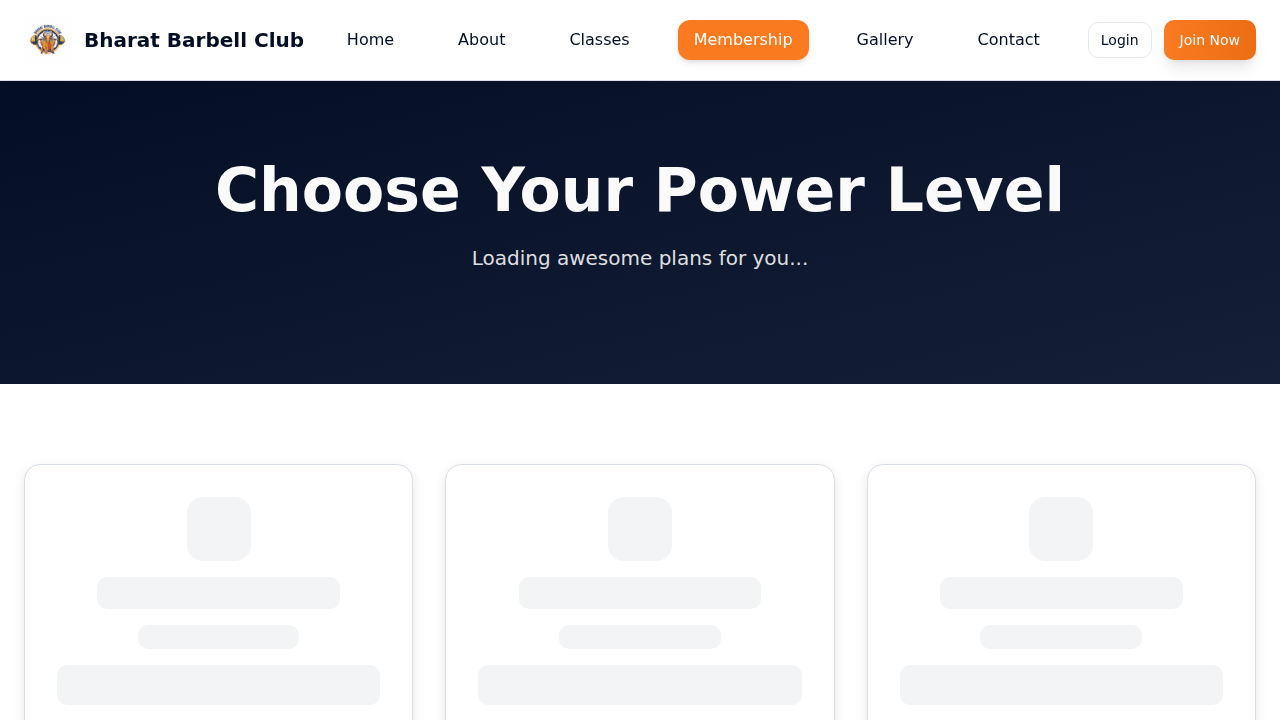 Bharat Barbell Club
Home
About
Classes
Membership
Gallery
Contact
Login
Join Now
Choose Your Power Level
Loading awesome plans for you...